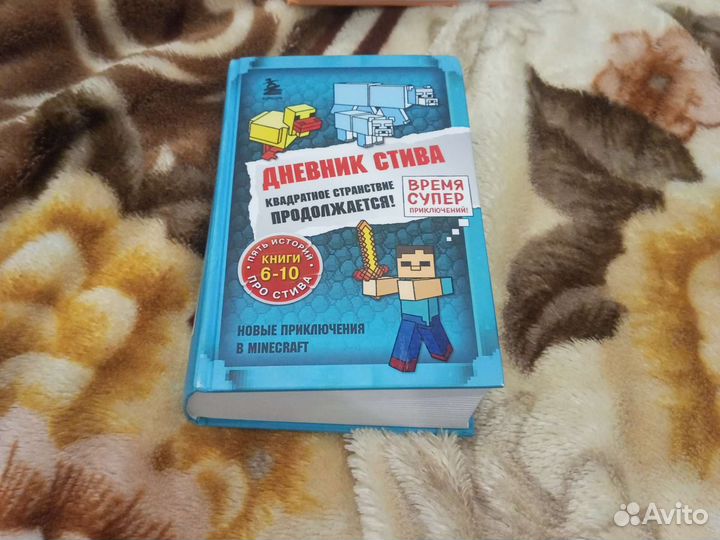 ДНЕВНИК СТИВА
КВАДРАТНОЕ СТРАНСТВИЕ
ПРОДОЛЖАЕТСЯ!
ВРЕМЯ
СУПЕР
ПРИКЛЮЧЕНИЙ!
ПЯТЬ ИСТОРИЙ
КНИГИ
6-10
ПРО СТИВА
НОВЫЕ ПРИКЛЮЧЕНИЯ
В MINECRAFT
Avito